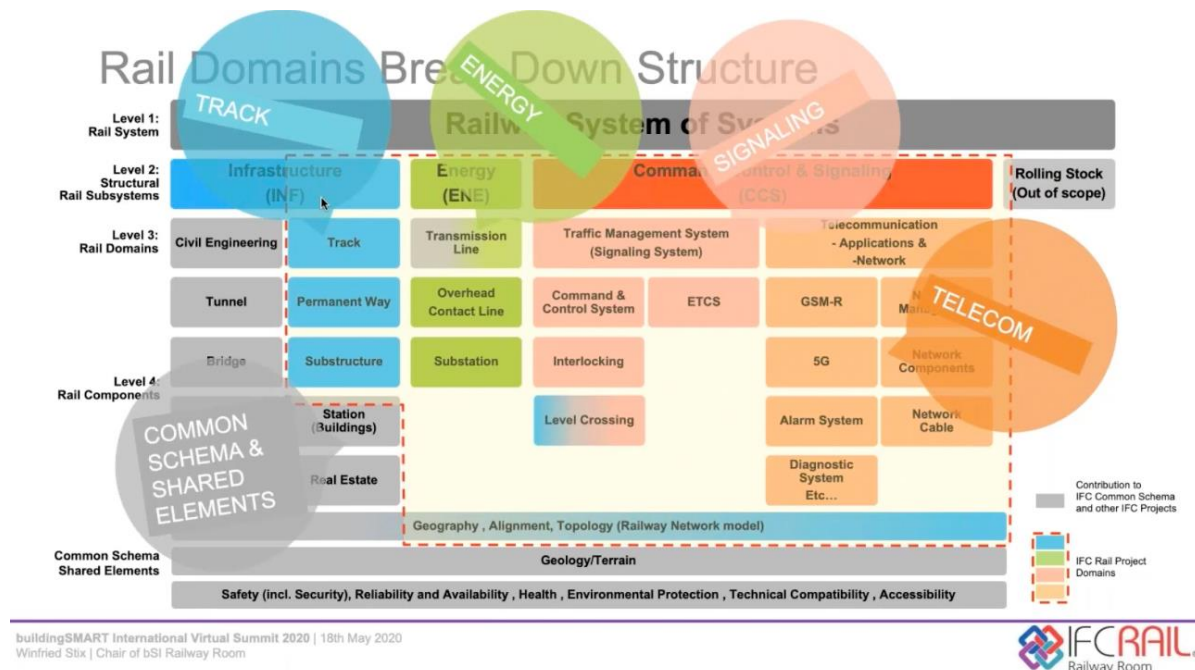 Rail Domains Break Down Structure
TRACK
ENERGY
SIGNALING
Level 1:
Rail System
Railway System of Systems
Level 2:
Structural
Rail Subsystems
Infrastructure
(INF)
Energy
(ENE)
Command Control & Signaling
(CCS)
Rolling Stock
(Out of scope)
Level 3:
Rail Domains
Civil Engineering
Track
Transmission
Line
Traffic Management System
(Signaling System)
Telecommunication
- Applications &
-Network
Tunnel
Permanent Way
Overhead
Contact Line
Command &
Control System
ETCS
GSM-R
TELECOM
Level 4:
Rail Components
Bridge
Substructure
Substation
Interlocking
5G
Network
Components
Station
(Buildings)
Level Crossing
Alarm System
Network
Cable
COMMON
SCHEMA &
SHARED
ELEMENTS
Real Estate
Diagnostic
System
Etc...
Contribution to
IFC Common Schema
and other IFC Projects
Geography , Alignment, Topology (Railway Network model)
Common Schema
Shared Elements
Geology/Terrain
IFC Rail Project
Domains
Safety (incl. Security), Reliability and Availability , Health , Environmental Protection , Technical Compatibility , Accessibility
buildingSMART International Virtual Summit 2020 | 18th May 2020
Winfried Stix | Chair of bSI Railway Room
IFCRAIL
Railway Room